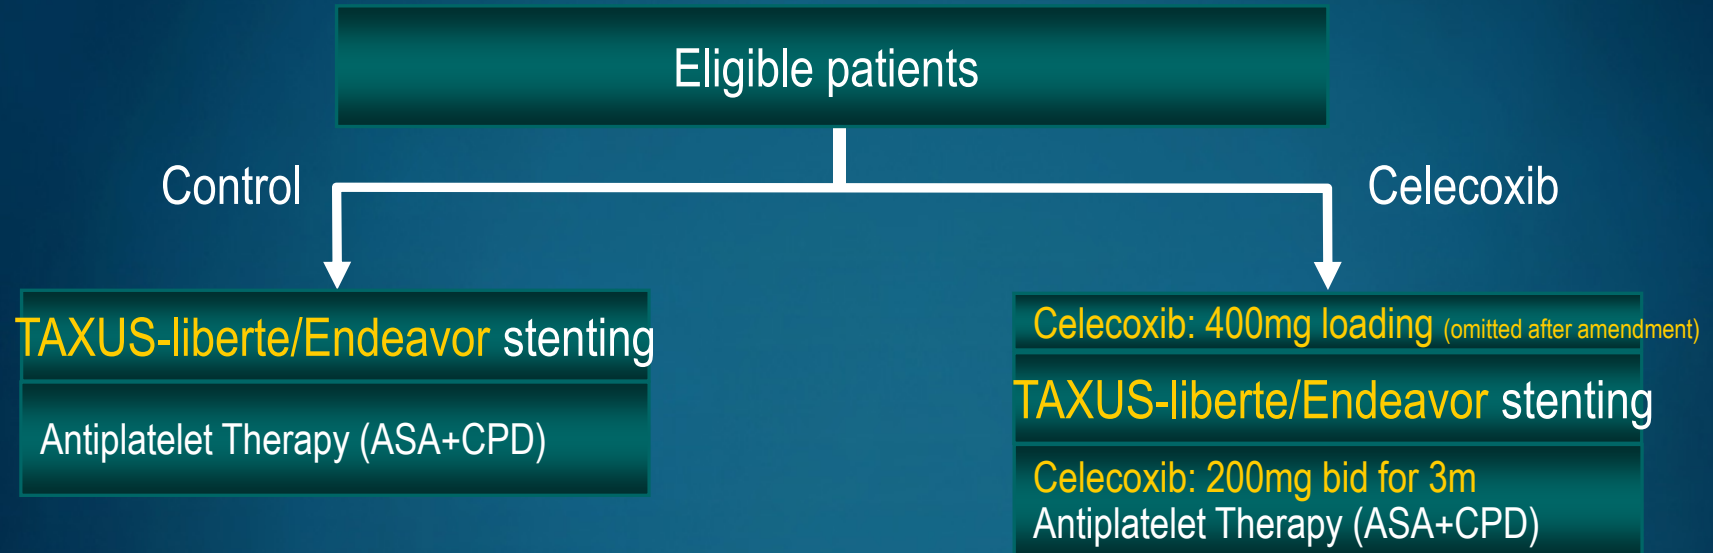 Eligible patients
Control
Celecoxib
TAXUS-liberte/Endeavor stenting
Antiplatelet Therapy (ASA+CPD)
Celecoxib: 400mg loading (omitted after amendment)
TAXUS-liberte/Endeavor stenting
Celecoxib: 200mg bid for 3m
Antiplatelet Therapy (ASA+CPD)